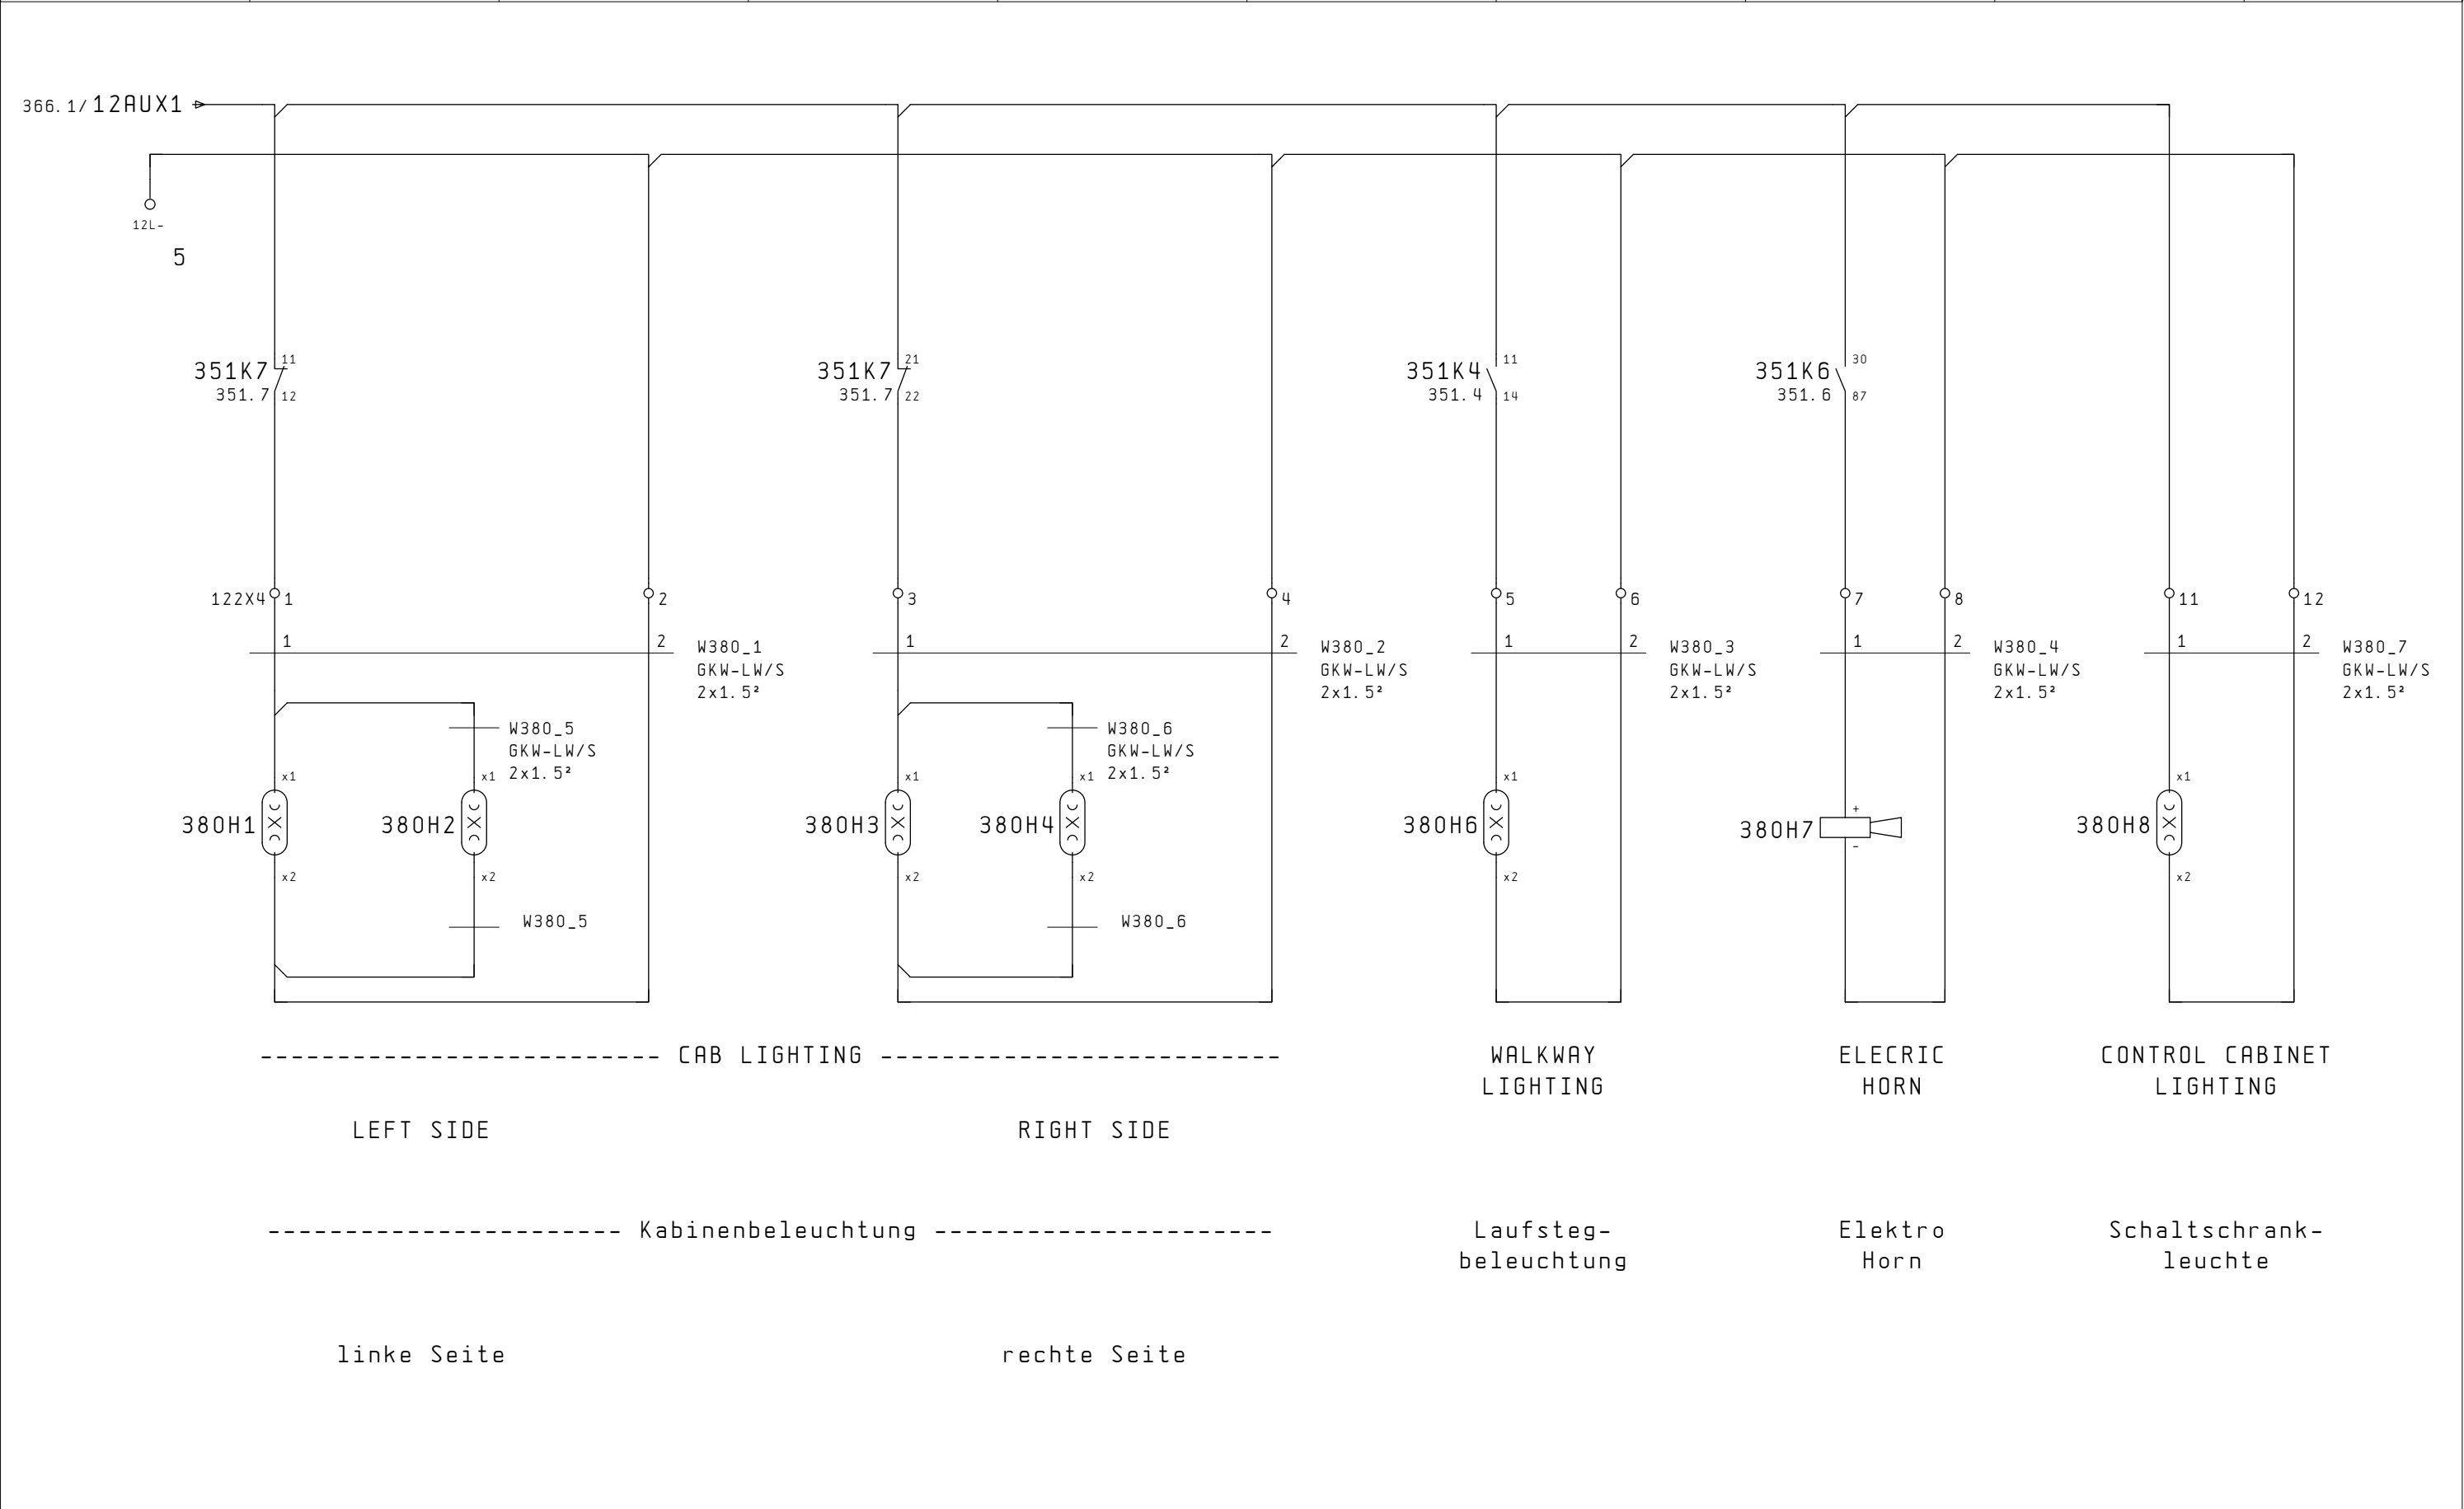 366.1/12AUX1
12L-
5
351K7
351.7
11
12
351K7
351.7
21
22
351K4
351.4
11
14
351K6
351.6
30
87
122X4 1
2
3
4
5
6
7
8
11
12
1
2
W380_1
GKW-LW/S
2x1.5²
1
2
W380_2
GKW-LW/S
2x1.5²
1
2
W380_3
GKW-LW/S
2x1.5²
1
2
W380_4
GKW-LW/S
2x1.5²
1
2
W380_7
GKW-LW/S
2x1.5²
W380_5
GKW-LW/S
2x1.5²
W380_6
GKW-LW/S
2x1.5²
x1
380H1
x2
x1
380H2
x2
W380_5
x1
380H3
x2
x1
380H4
x2
W380_6
x1
380H6
x2
+
380H7
-
x1
380H8
x2
-------------------------- CAB LIGHTING --------------------------
LEFT SIDE
RIGHT SIDE
WALKWAY
LIGHTING
ELECRIC
HORN
CONTROL CABINET
LIGHTING
----------------------- Kabinenbeleuchtung ----------------------
linke Seite
rechte Seite
Laufsteg-
beleuchtung
Elektro
Horn
Schaltschrank-
leuchte